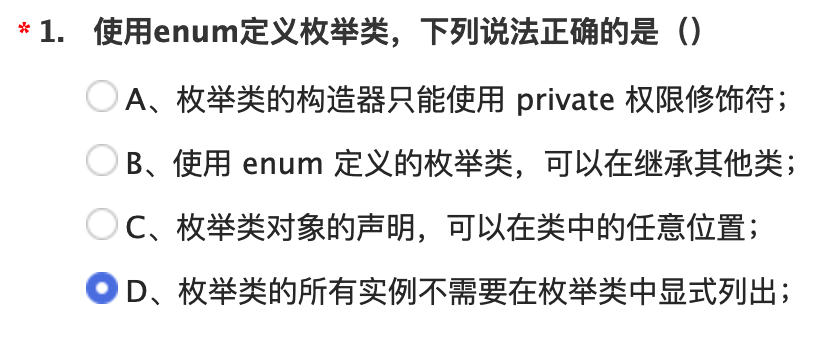 * 1. 使用enum定义枚举类，下列说法正确的是（）
A、枚举类的构造器只能使用 private 权限修饰符；
B、使用 enum 定义的枚举类，可以在继承其他类；
C、枚举类对象的声明，可以在类中的任意位置；
D、枚举类的所有实例不需要在枚举类中显式列出；